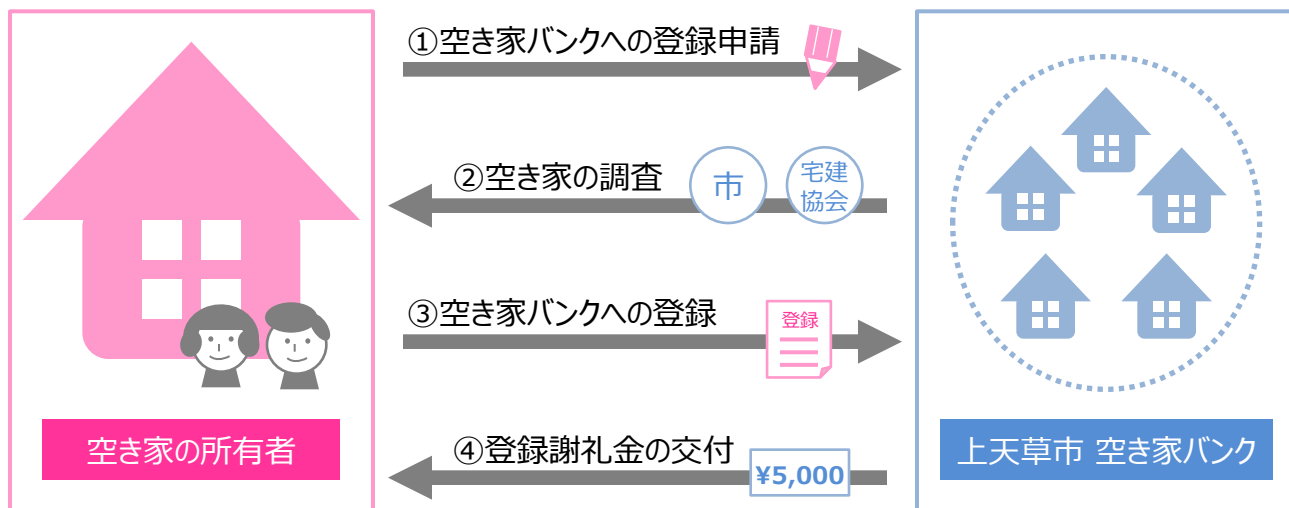 ①空き家バンクへの登録申請
②空き家の調査
市
宅建
協会
③空き家バンクへの登録
登録
④登録謝礼金の交付
¥5,000
空き家の所有者
上天草市 空き家バンク